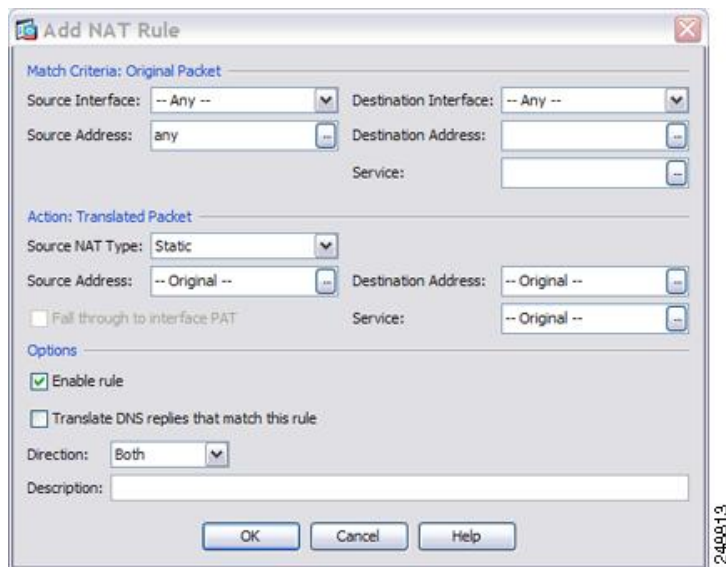 Add NAT Rule
Match Criteria: Original Packet
Source Interface: -- Any -- Destination Interface: -- Any --
Source Address: any Destination Address:
Service:
Action: Translated Packet
Source NAT Type: Static
Source Address: -- Original -- Destination Address: -- Original --
Fall through to interface PAT Service: -- Original --
Options
Enable rule
Translate DNS replies that match this rule
Direction: Both
Description:
OK Cancel Help
248813